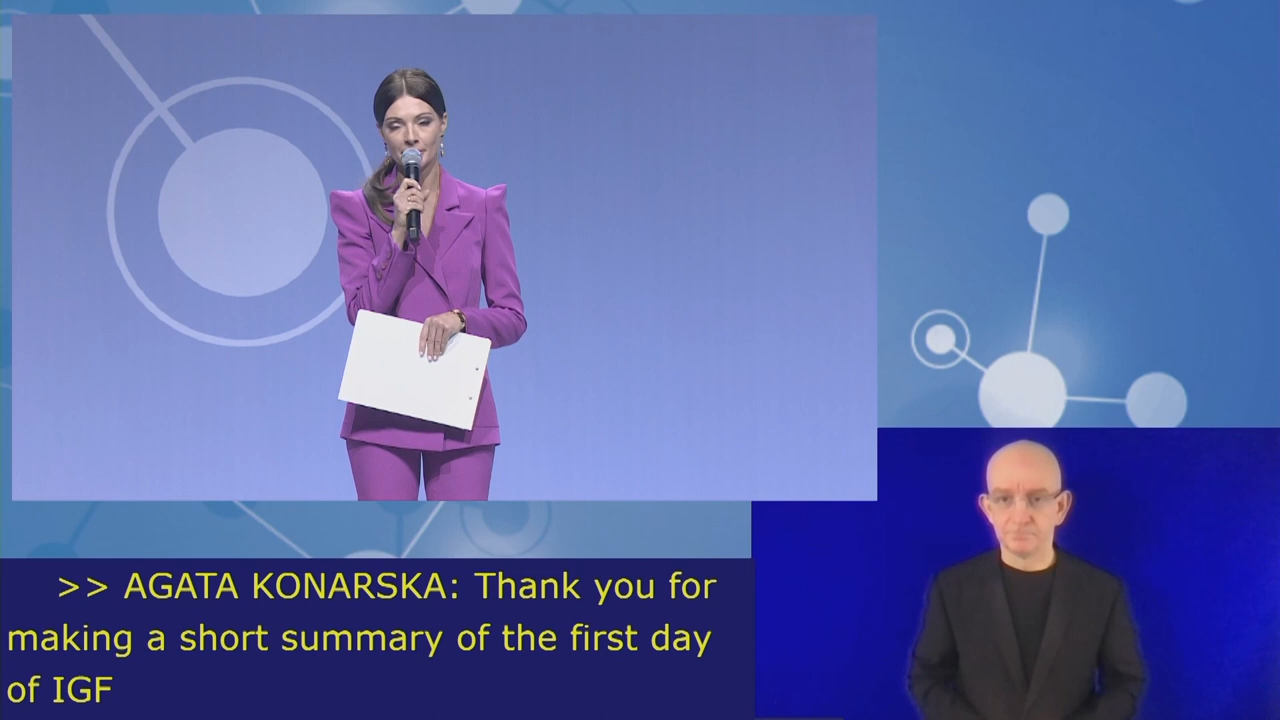 >> AGATA KONARSKA: Thank you for
making a short summary of the first day
of IGF